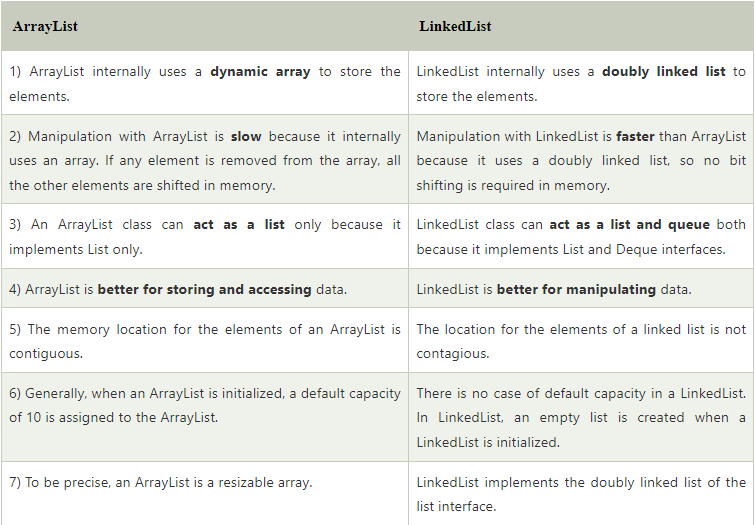 ArrayList
LinkedList
1) ArrayList internally uses a dynamic array to store the
elements.
LinkedList internally uses a doubly linked list to
store the elements.
2) Manipulation with ArrayList is slow because it internally
uses an array. If any element is removed from the array, all
the other elements are shifted in memory.
Manipulation with LinkedList is faster than ArrayList
because it uses a doubly linked list, so no bit
shifting is required in memory.
3) An ArrayList class can act as a list only because it
implements List only.
LinkedList class can act as a list and queue both
because it implements List and Deque interfaces.
4) ArrayList is better for storing and accessing data.
LinkedList is better for manipulating data.
5) The memory location for the elements of an ArrayList is
contiguous.
The location for the elements of a linked list is not
contagious.
6) Generally, when an ArrayList is initialized, a default capacity
of 10 is assigned to the ArrayList.
There is no case of default capacity in a LinkedList.
In LinkedList, an empty list is created when a
LinkedList is initialized.
7) To be precise, an ArrayList is a resizable array.
LinkedList implements the doubly linked list of the
list interface.